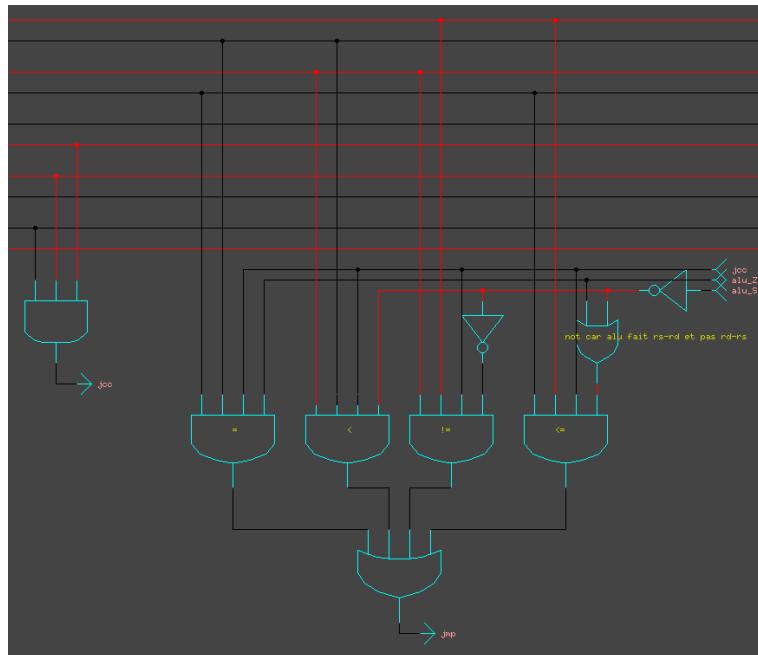 jcc
alu_Z
alu_S
not car alu fait rs-rd et pas rd-rs
jcc
=
<
!=
<=
jmp